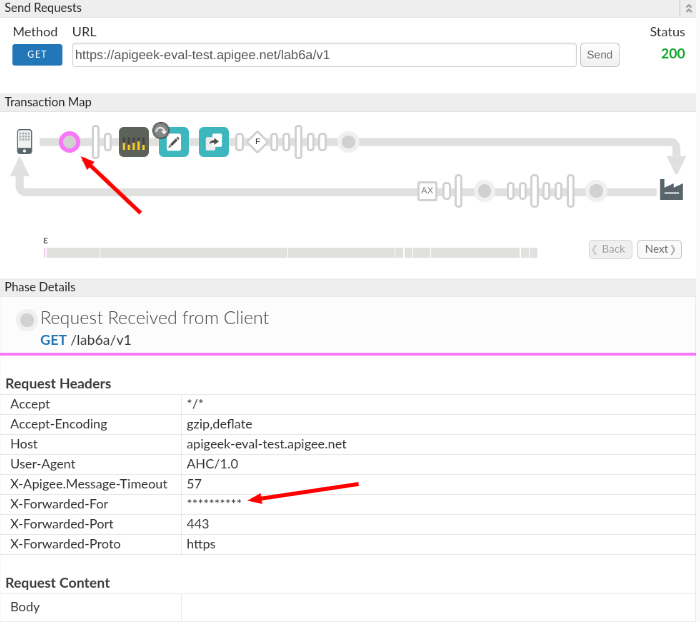 Send Requests
Method URL Status
GET https://apigeek-eval-test.apigee.net/lab6a/v1 Send 200
Transaction Map
F
AX
ε
Back Next
Phase Details
Request Received from Client
GET /lab6a/v1
Request Headers
Accept */*
Accept-Encoding gzip,deflate
Host apigeek-eval-test.apigee.net
User-Agent AHC/1.0
X-Apigee.Message-Timeout 57
X-Forwarded-For **********
X-Forwarded-Port 443
X-Forwarded-Proto https
Request Content
Body